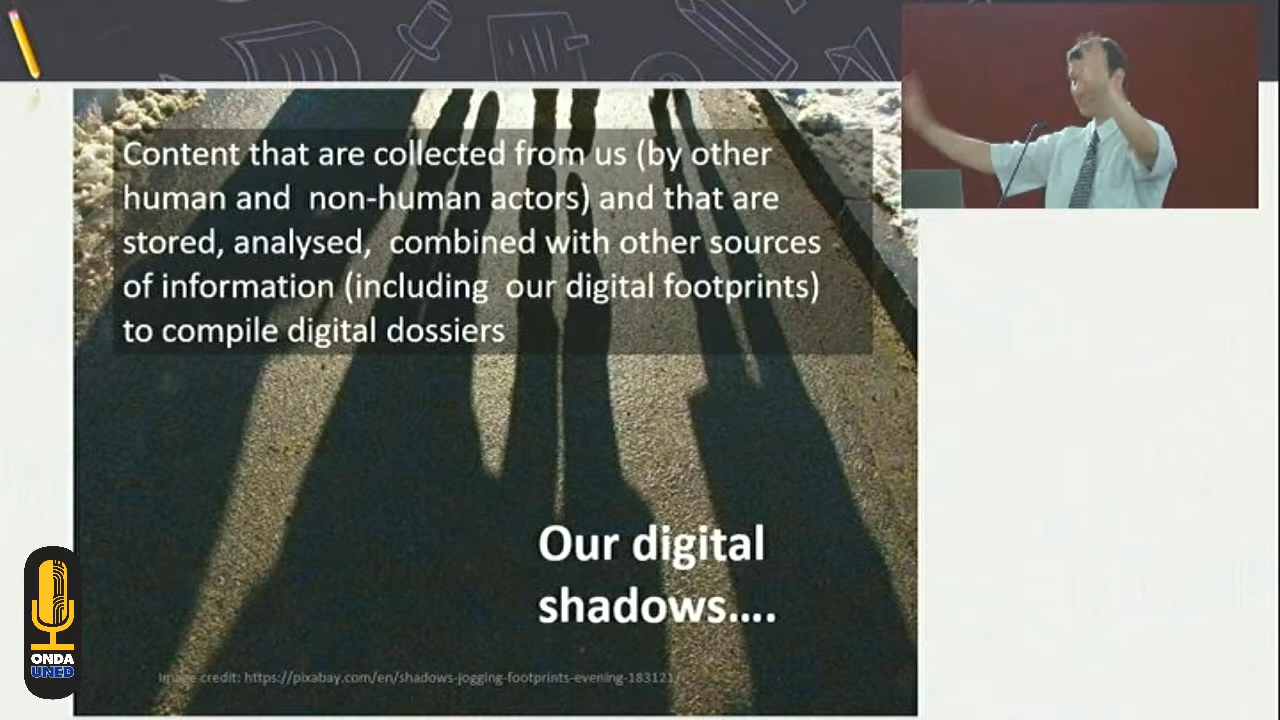 Content that are collected from us (by other
human and  non-human actors) and that are
stored, analysed,  combined with other sources
of information (including  our digital footprints)
to compile digital dossiers
Our digital
shadows....
Image credit: https://pixabay.com/en/shadows-jogging-footprints-evening-183121/
ONDA
UNED